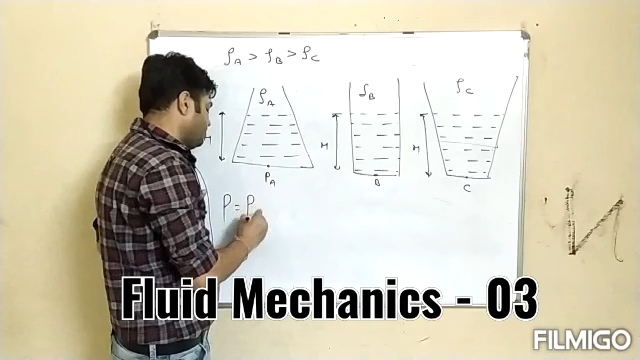 ρA > ρB > ρC
ρA
ρB
ρC
H
H
H
PA
B
C
P = P
Fluid Mechanics - 03
FILMIGO